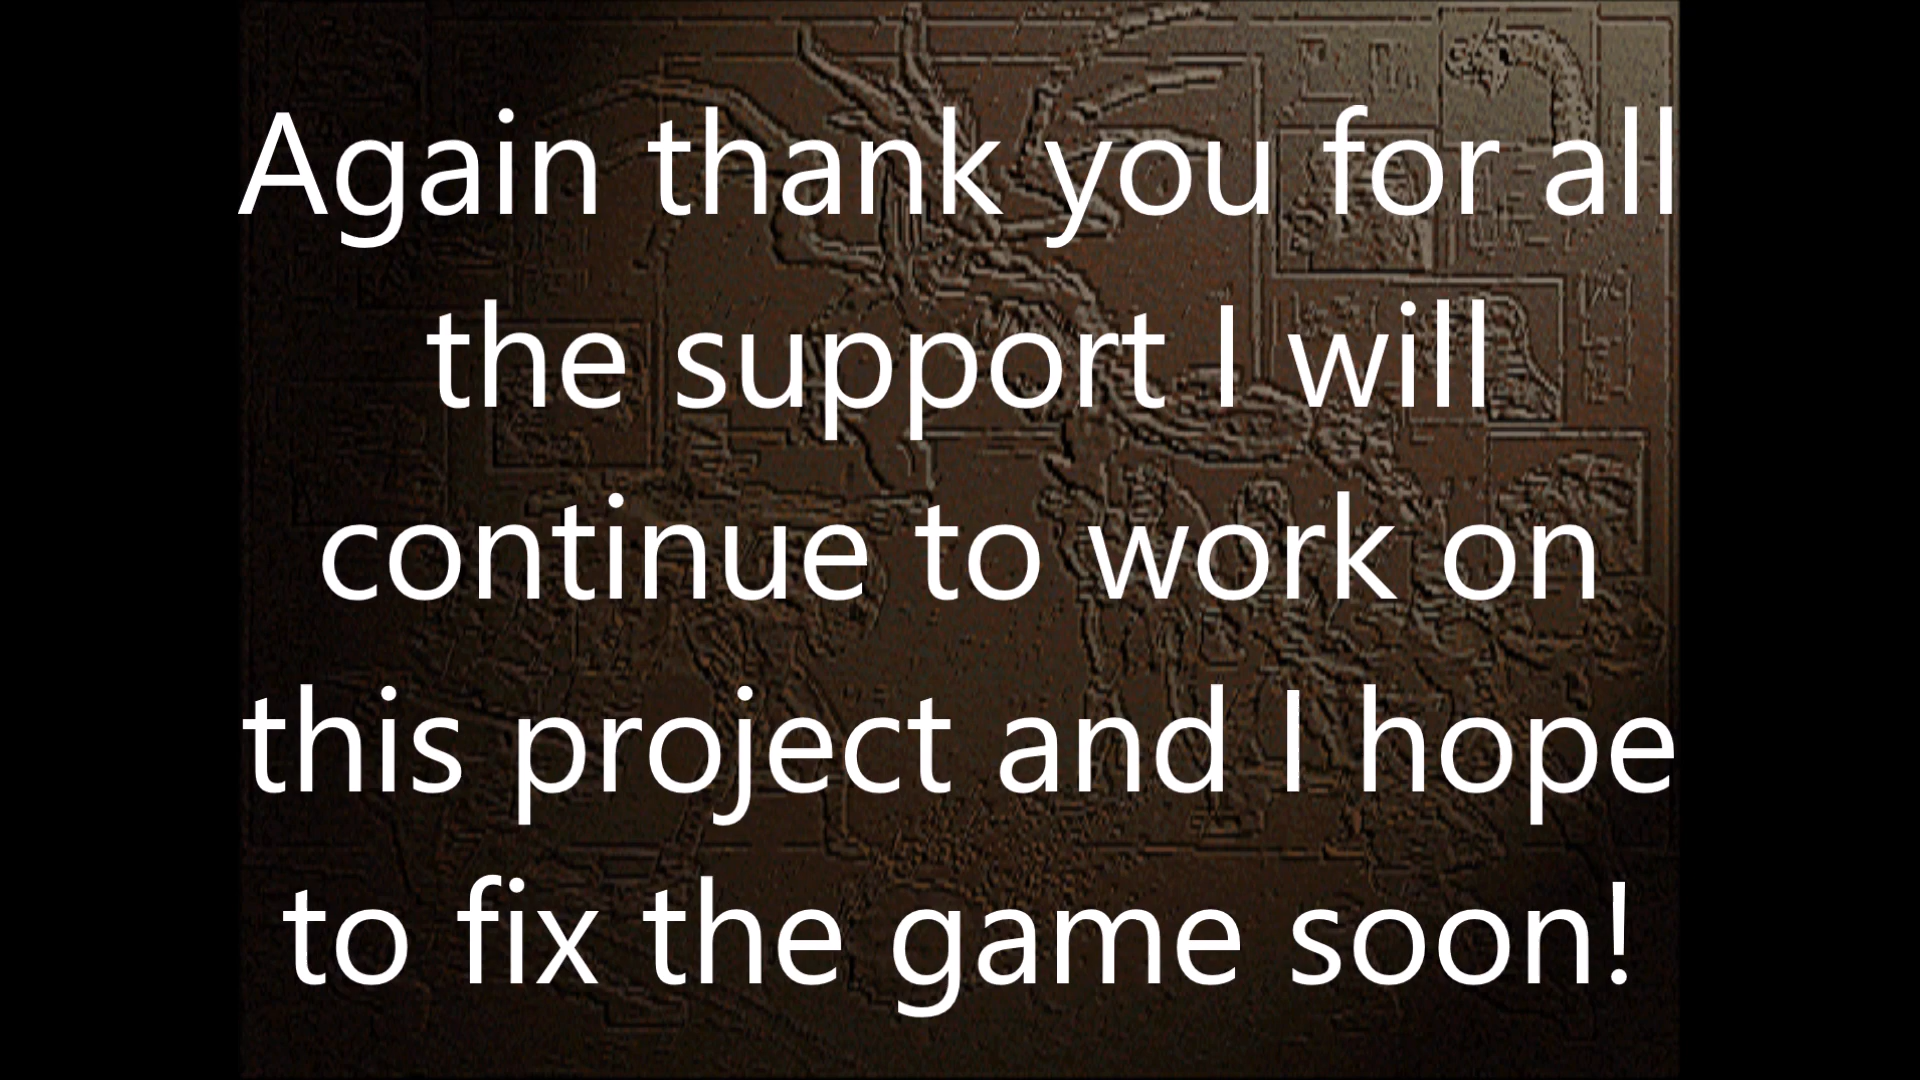 Again thank you for all
the support I will
continue to work on
this project and I hope
to fix the game soon!